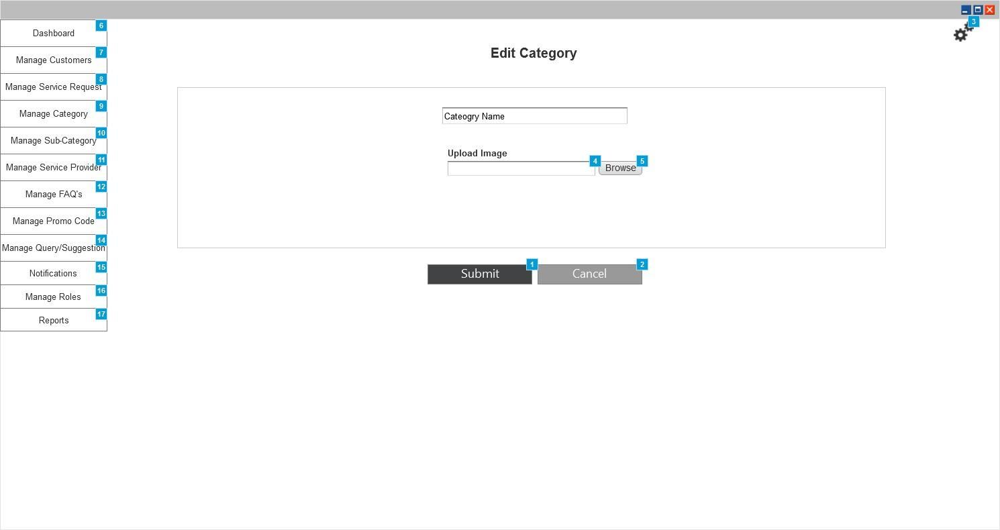 3
6
Dashboard
7
Manage Customers
8
Manage Service Request
9
Manage Category
10
Manage Sub-Category
11
Manage Service Provider
12
Manage FAQ's
13
Manage Promo Code
14
Manage Query/Suggestion
15
Notifications
16
Manage Roles
17
Reports
Edit Category
Cateogry Name
Upload Image
4
5
Browse
1
2
Submit
Cancel